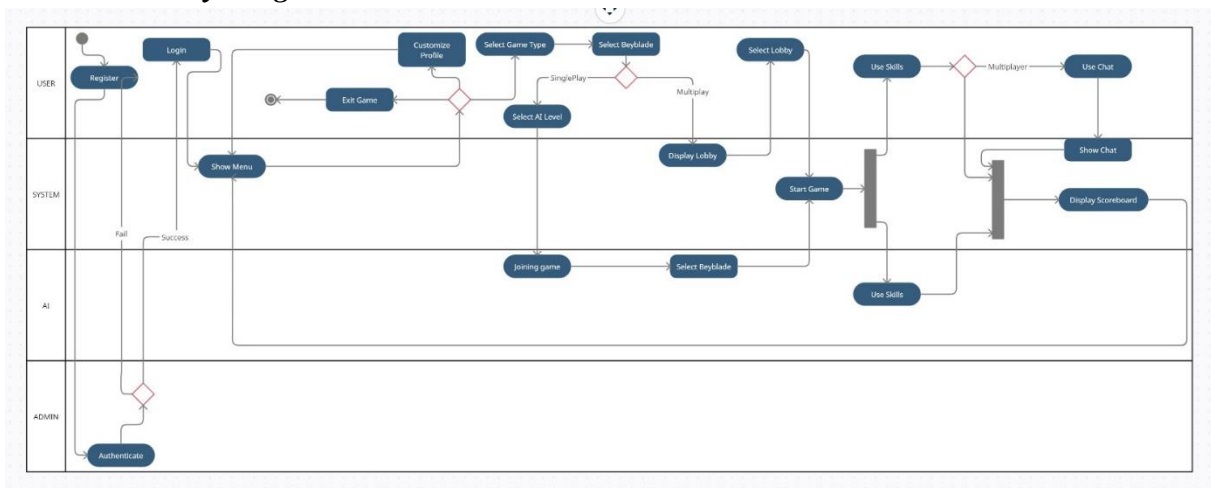 USER
Register
Login
Customize
Profile
Select Game Type
Select Beyblade
Select Lobby
Use Skills
Multiplayer
Use Chat
SinglePlay
Multiplay
Exit Game
Select AI Level
SYSTEM
Show Menu
Display Lobby
Show Chat
Start Game
Display Scoreboard
Fail
Success
AI
Joining game
Select Beyblade
Use Skills
ADMIN
Authenticate